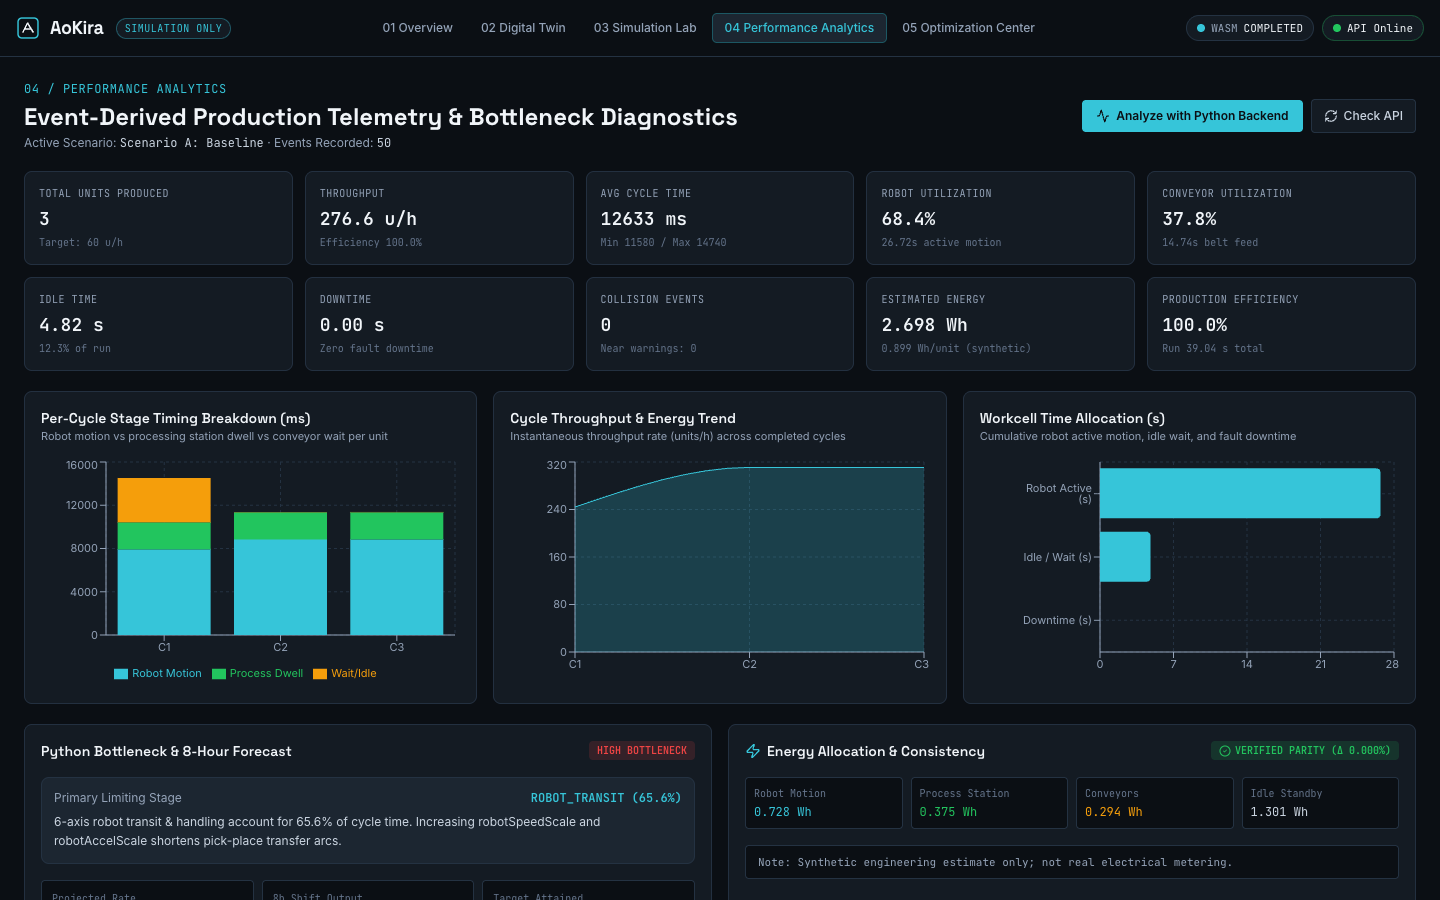 AoKira
SIMULATION ONLY
01 Overview
02 Digital Twin
03 Simulation Lab
04 Performance Analytics
05 Optimization Center
WASM COMPLETED
API Online
04 / PERFORMANCE ANALYTICS
Event-Derived Production Telemetry & Bottleneck Diagnostics
Active Scenario: Scenario A: Baseline · Events Recorded: 50
Analyze with Python Backend
Check API
TOTAL UNITS PRODUCED
3
Target: 60 u/h
THROUGHPUT
276.6 u/h
Efficiency 100.0%
AVG CYCLE TIME
12633 ms
Min 11580 / Max 14740
ROBOT UTILIZATION
68.4%
26.72s active motion
CONVEYOR UTILIZATION
37.8%
14.74s belt feed
IDLE TIME
4.82 s
12.3% of run
DOWNTIME
0.00 s
Zero fault downtime
COLLISION EVENTS
0
Near warnings: 0
ESTIMATED ENERGY
2.698 Wh
0.899 Wh/unit (synthetic)
PRODUCTION EFFICIENCY
100.0%
Run 39.04 s total
Per-Cycle Stage Timing Breakdown (ms)
Robot motion vs processing station dwell vs conveyor wait per unit
16000
12000
8000
4000
0
C1
C2
C3
Robot Motion
Process Dwell
Wait/Idle
Cycle Throughput & Energy Trend
Instantaneous throughput rate (units/h) across completed cycles
320
240
160
80
0
C1
C2
C3
Workcell Time Allocation (s)
Cumulative robot active motion, idle wait, and fault downtime
Robot Active
(s)
Idle / Wait (s)
Downtime (s)
0
7
14
21
28
Python Bottleneck & 8-Hour Forecast
HIGH BOTTLENECK
Primary Limiting Stage
ROBOT_TRANSIT (65.6%)
6-axis robot transit & handling account for 65.6% of cycle time. Increasing robotSpeedScale and
robotAccelScale shortens pick-place transfer arcs.
Projected Rate
8h Shift Output
Target Attained
Energy Allocation & Consistency
VERIFIED PARITY (Δ 0.000%)
Robot Motion
0.728 Wh
Process Station
0.375 Wh
Conveyors
0.294 Wh
Idle Standby
1.301 Wh
Note: Synthetic engineering estimate only; not real electrical metering.